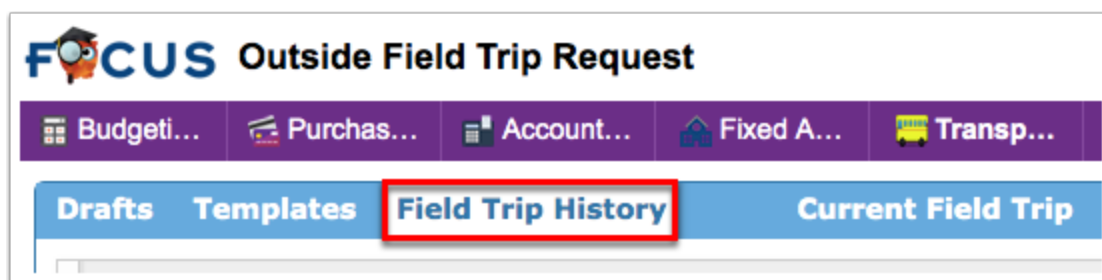 FOCUS Outside Field Trip Request
Budgeti... Purchas... Account... Fixed A... Transp...
Drafts Templates Field Trip History Current Field Trip